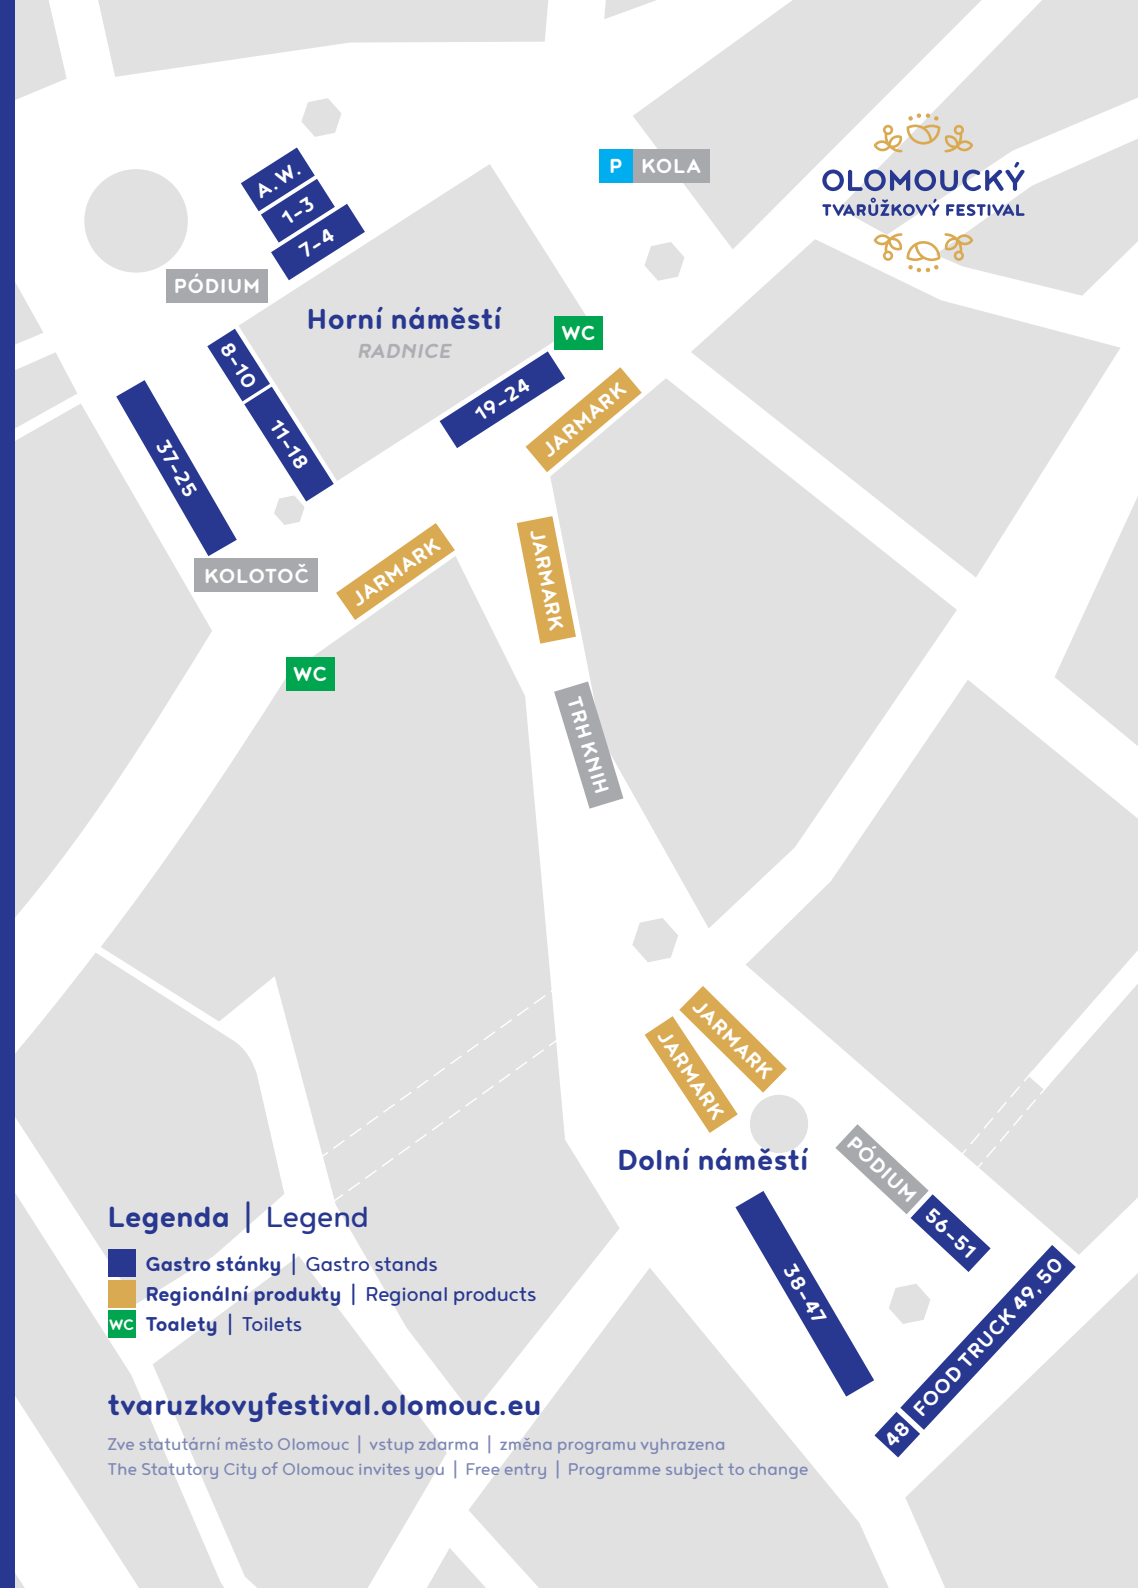 OLOMOUCKÝ
TVARŮŽKOVÝ FESTIVAL
P KOLA
A.W.
1–3
7–4
PÓDIUM
Horní náměstí
RADNICE
WC
8–10
11–18
19–24
JARMARK
37–25
KOLOTOČ
JARMARK
JARMARK
WC
TRH KNIH
JARMARK
JARMARK
Dolní náměstí
PÓDIUM
56–51
38–47
FOOD TRUCK 49, 50
48
Legenda | Legend
Gastro stánky | Gastro stands
Regionální produkty | Regional products
WC Toalety | Toilets
tvaruzkovyfestival.olomouc.eu
Zve statutární město Olomouc | vstup zdarma | změna programu vyhrazena
The Statutory City of Olomouc invites you | Free entry | Programme subject to change